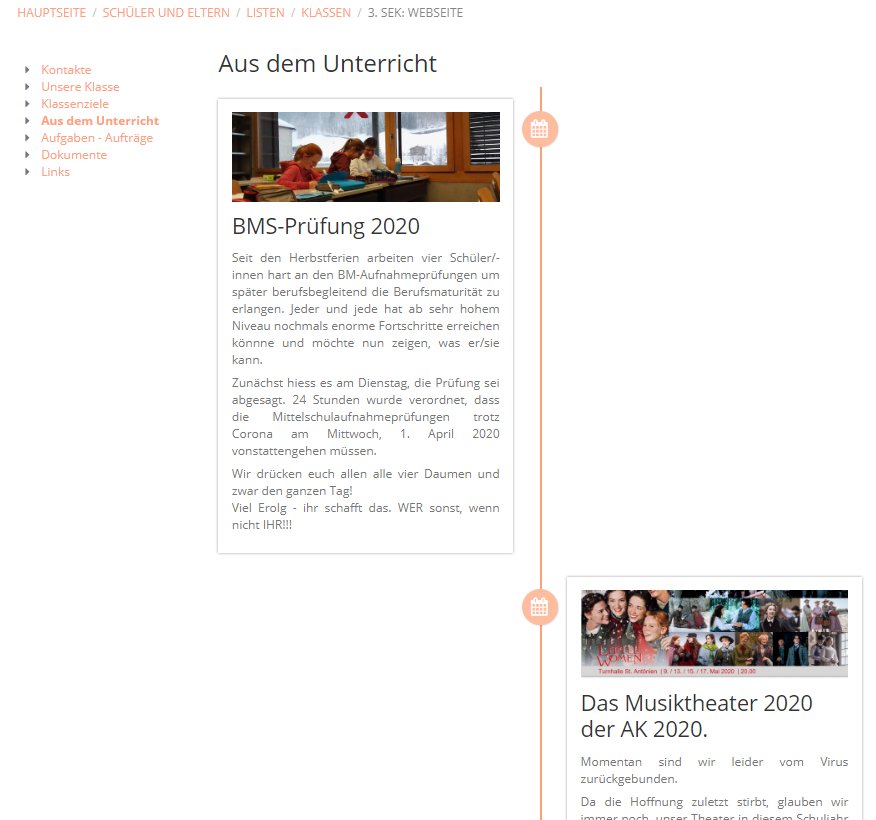 HAUPTSEITE / SCHÜLER UND ELTERN / LISTEN / KLASSEN / 3. SEK: WEBSEITE
Kontakte
Unsere Klasse
Klassenziele
Aus dem Unterricht
Aufgaben - Aufträge
Dokumente
Links
Aus dem Unterricht
BMS-Prüfung 2020
Seit den Herbstferien arbeiten vier Schüler/-
innen hart an den BM-Aufnahmeprüfungen um
später berufsbegleitend die Berufsmaturität zu
erlangen. Jeder und jede hat ab sehr hohem
Niveau nochmals enorme Fortschritte erreichen
könnne und möchte nun zeigen, was er/sie
kann.
Zunächst hiess es am Dienstag, die Prüfung sei
abgesagt. 24 Stunden wurde verordnet, dass
die Mittelschulaufnahmeprüfungen trotz
Corona am Mittwoch, 1. April 2020
vonstattengehen müssen.
Wir drücken euch allen alle vier Daumen und
zwar den ganzen Tag!
Viel Erolg - ihr schafft das. WER sonst, wenn
nicht IHR!!!
LITTLE
WOMEN
Turnhalle St. Antönien | 9. / 13. / 15. / 17. Mai 2020 | 20.00
Das Musiktheater 2020
der AK 2020.
Momentan sind wir leider vom Virus
zurückgebunden.
Da die Hoffnung zuletzt stirbt, glauben wir
immer noch, unser Theater in diesem Schuljahr